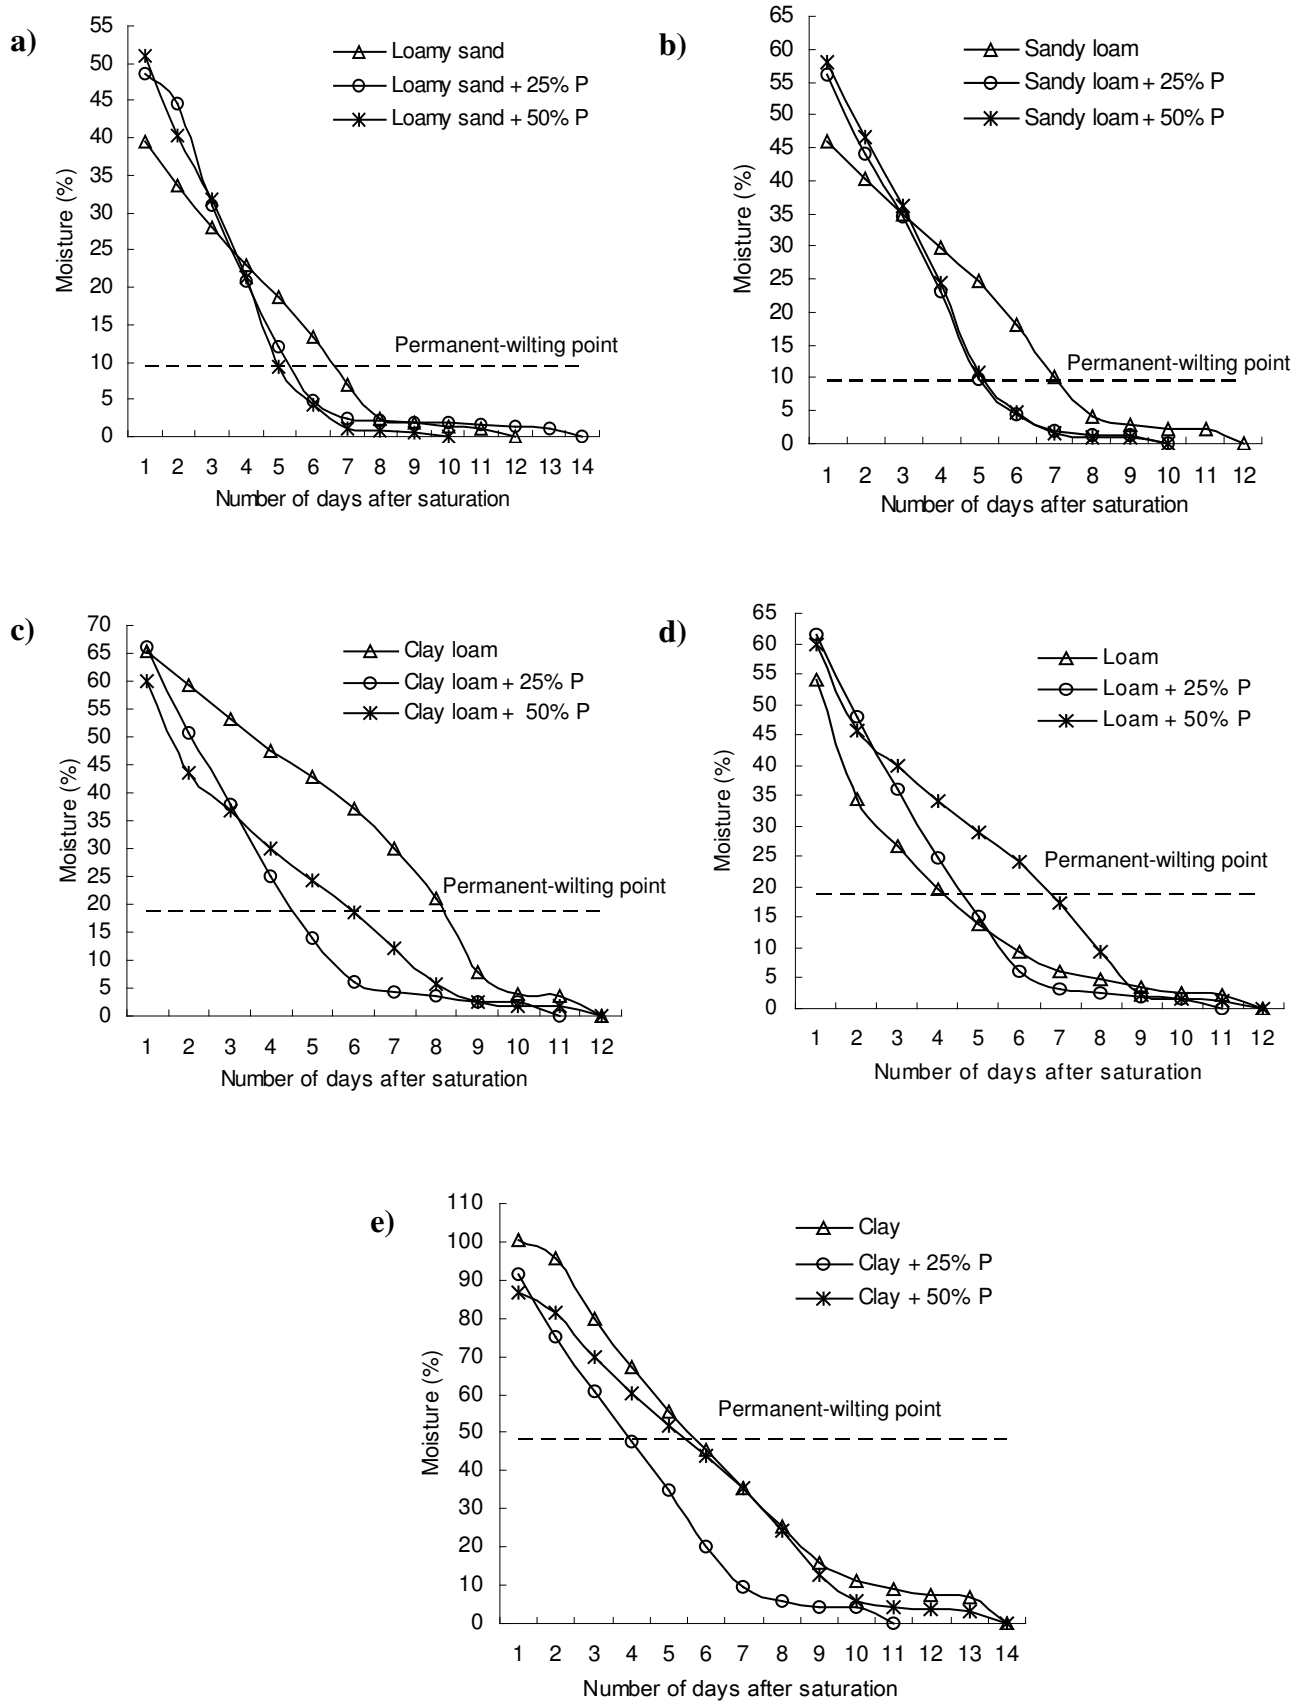 a)
55
50
45
40
35
30
25
20
15
10
5
0
Moisture (%)
Loamy sand
Loamy sand + 25% P
Loamy sand + 50% P
Permanent-wilting point
1 2 3 4 5 6 7 8 9 10 11 12 13 14
Number of days after saturation
b)
65
60
55
50
45
40
35
30
25
20
15
10
5
0
Moisture (%)
Sandy loam
Sandy loam + 25% P
Sandy loam + 50% P
Permanent-wilting point
1 2 3 4 5 6 7 8 9 10 11 12
Number of days after saturation
c)
70
65
60
55
50
45
40
35
30
25
20
15
10
5
0
Moisture (%)
Clay loam
Clay loam + 25% P
Clay loam + 50% P
Permanent-wilting point
1 2 3 4 5 6 7 8 9 10 11 12
Number of days after saturation
d)
65
60
55
50
45
40
35
30
25
20
15
10
5
0
Moisture (%)
Loam
Loam + 25% P
Loam + 50% P
Permanent-wilting point
1 2 3 4 5 6 7 8 9 10 11 12
Number of days after saturation
e)
110
100
90
80
70
60
50
40
30
20
10
0
Moisture (%)
Clay
Clay + 25% P
Clay + 50% P
Permanent-wilting point
1 2 3 4 5 6 7 8 9 10 11 12 13 14
Number of days after saturation